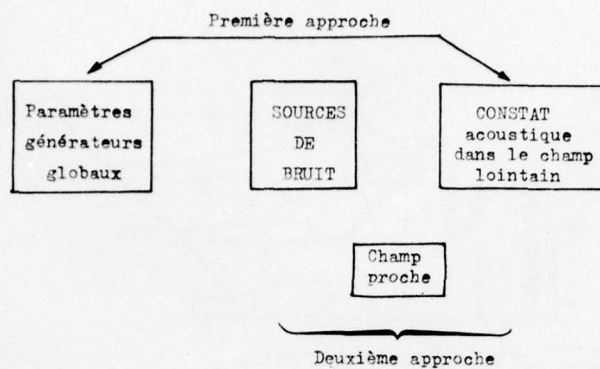 Première approche
Paramètres
générateurs
globaux
SOURCES
DE
BRUIT
CONSTAT
acoustique
dans le champ
lointain
Champ
proche
Deuxième approche